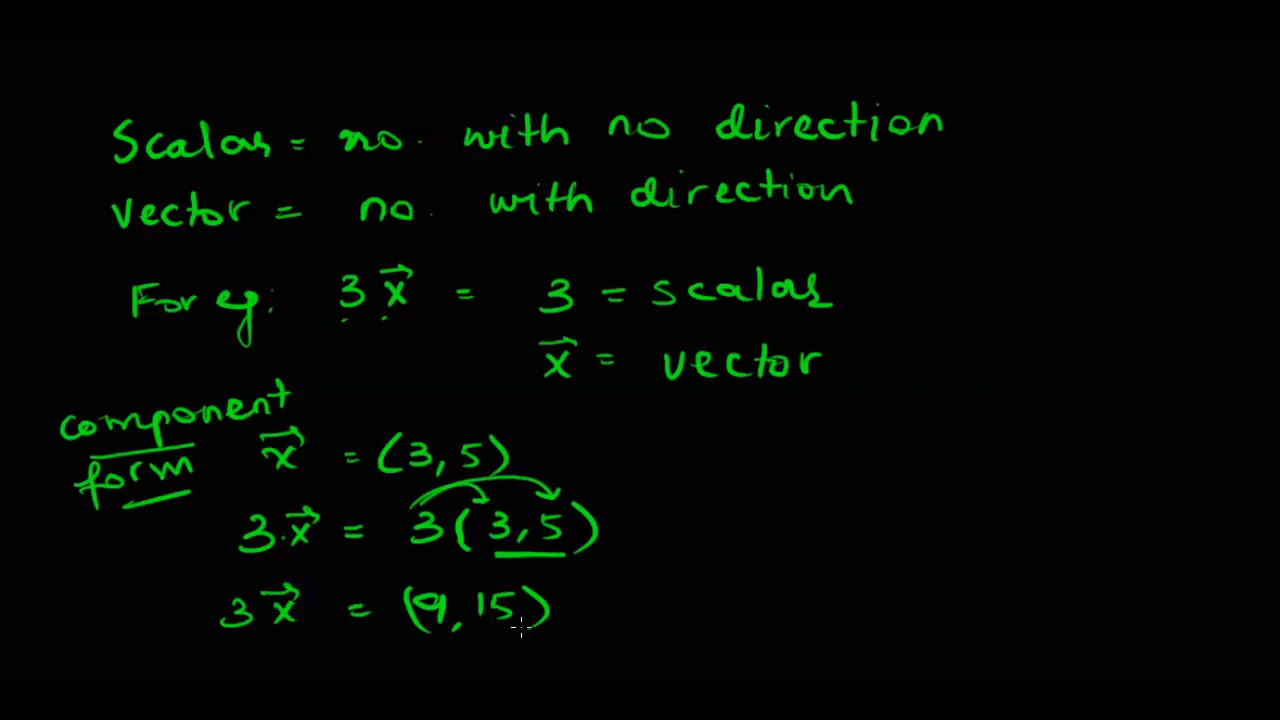 Scalar = no. with no direction
vector = no. with direction
For eg: 3 x⃗ = 3 = scalar
x⃗ = vector
component
form x⃗ = (3, 5)
3·x⃗ = 3(3, 5)
3x⃗ = (9, 15)